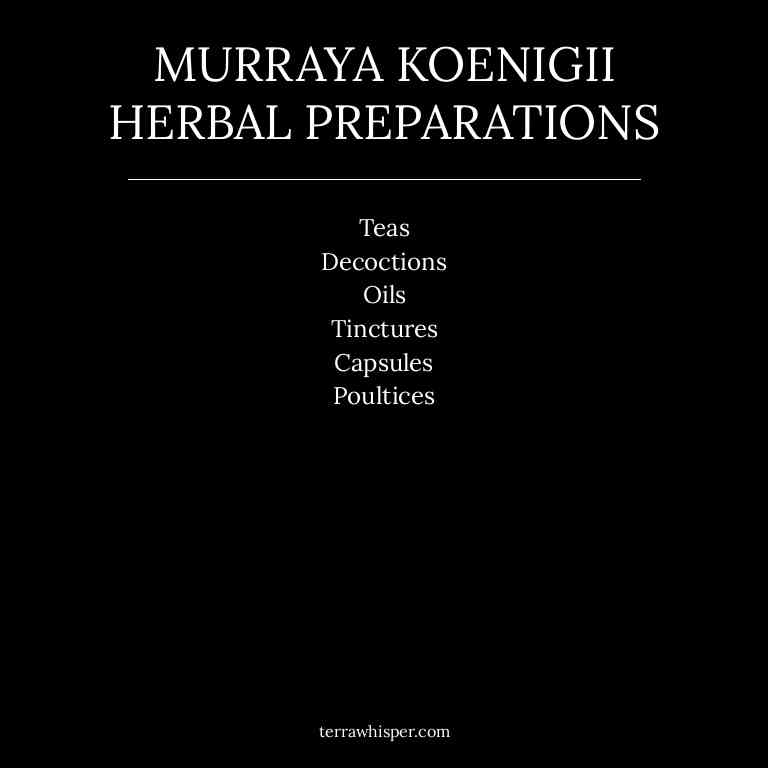 MURRAYA KOENIGII
HERBAL PREPARATIONS
Teas
Decoctions
Oils
Tinctures
Capsules
Poultices
terrawhisper.com